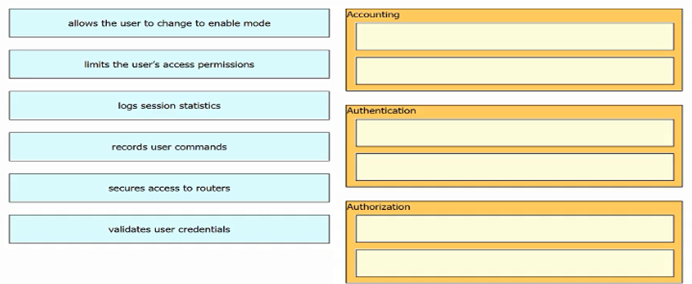 allows the user to change to enable mode
limits the user's access permissions
logs session statistics
records user commands
secures access to routers
validates user credentials
Accounting
Authentication
Authorization